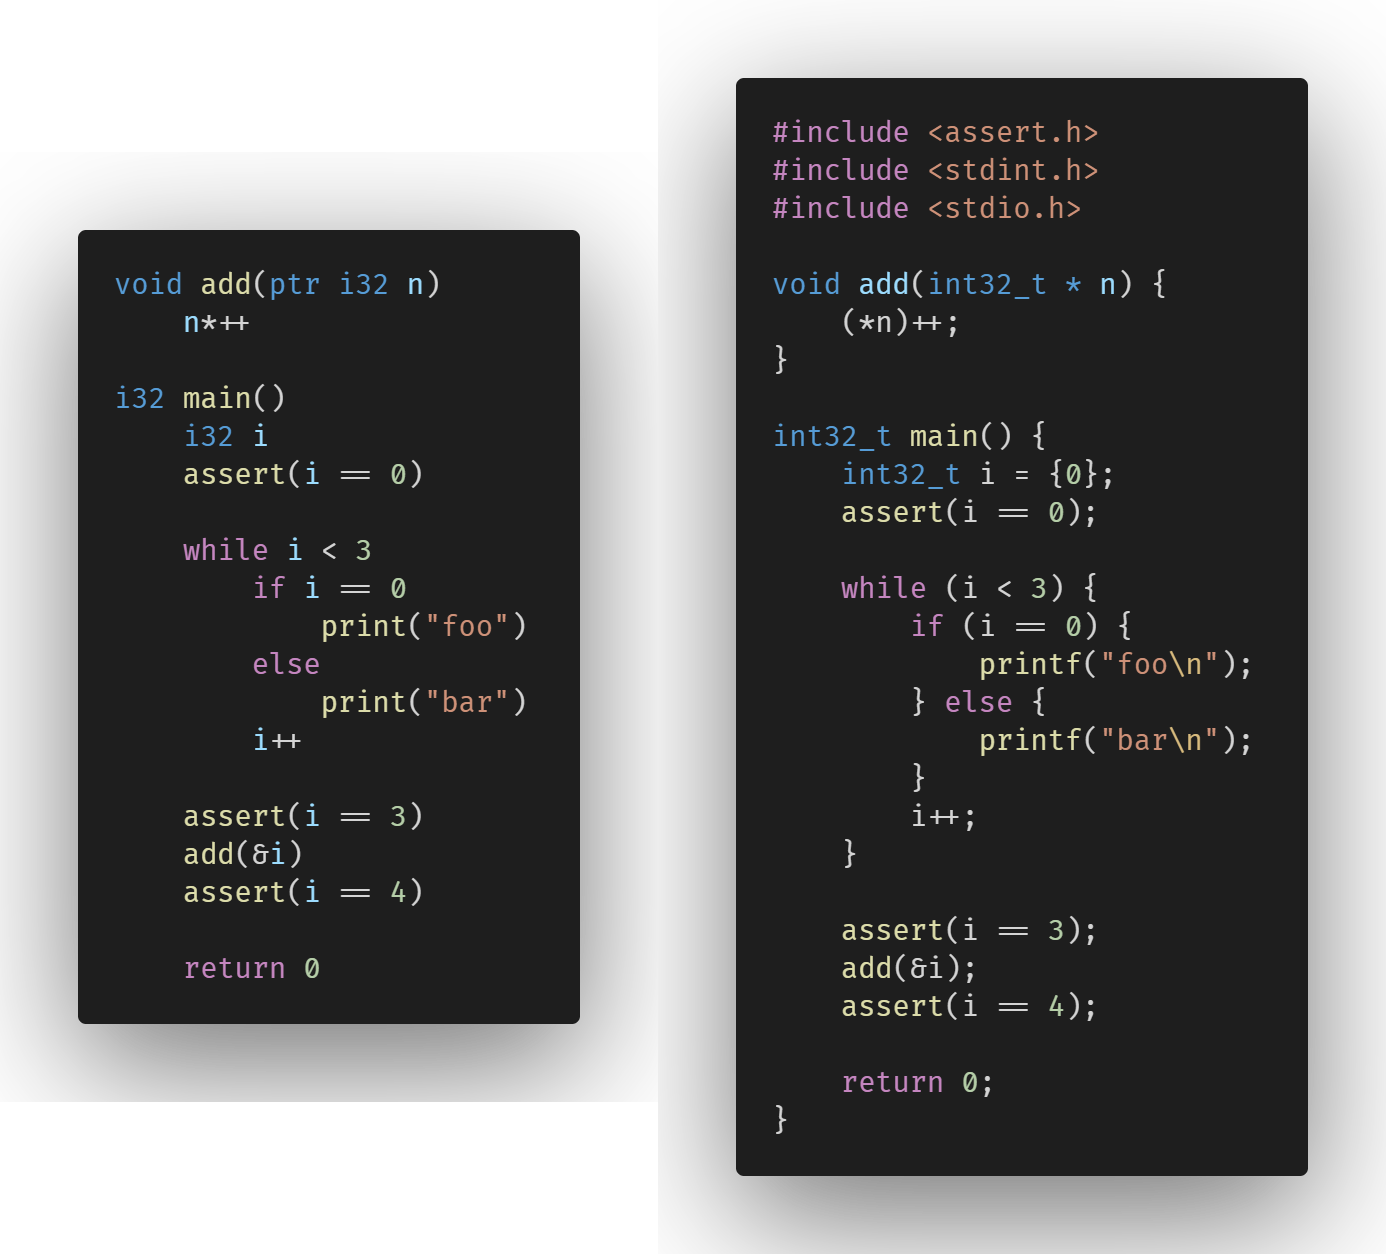 void add(ptr i32 n)
    n*++

i32 main()
    i32 i
    assert(i == 0)

    while i < 3
        if i == 0
            print("foo")
        else
            print("bar")
        i++

    assert(i == 3)
    add(&i)
    assert(i == 4)

    return 0

#include <assert.h>
#include <stdint.h>
#include <stdio.h>

void add(int32_t * n) {
    (*n)++;
}

int32_t main() {
    int32_t i = {0};
    assert(i == 0);

    while (i < 3) {
        if (i == 0) {
            printf("foo\n");
        } else {
            printf("bar\n");
        }
        i++;
    }

    assert(i == 3);
    add(&i);
    assert(i == 4);

    return 0;
}